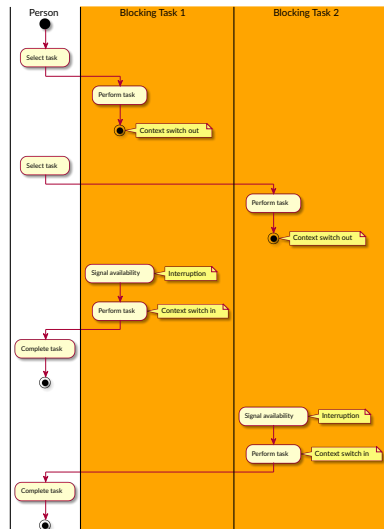 Person Blocking Task 1 Blocking Task 2
Select task
Perform task
Context switch out
Select task
Perform task
Context switch out
Signal availability Interruption
Perform task Context switch in
Complete task
Signal availability Interruption
Perform task Context switch in
Complete task